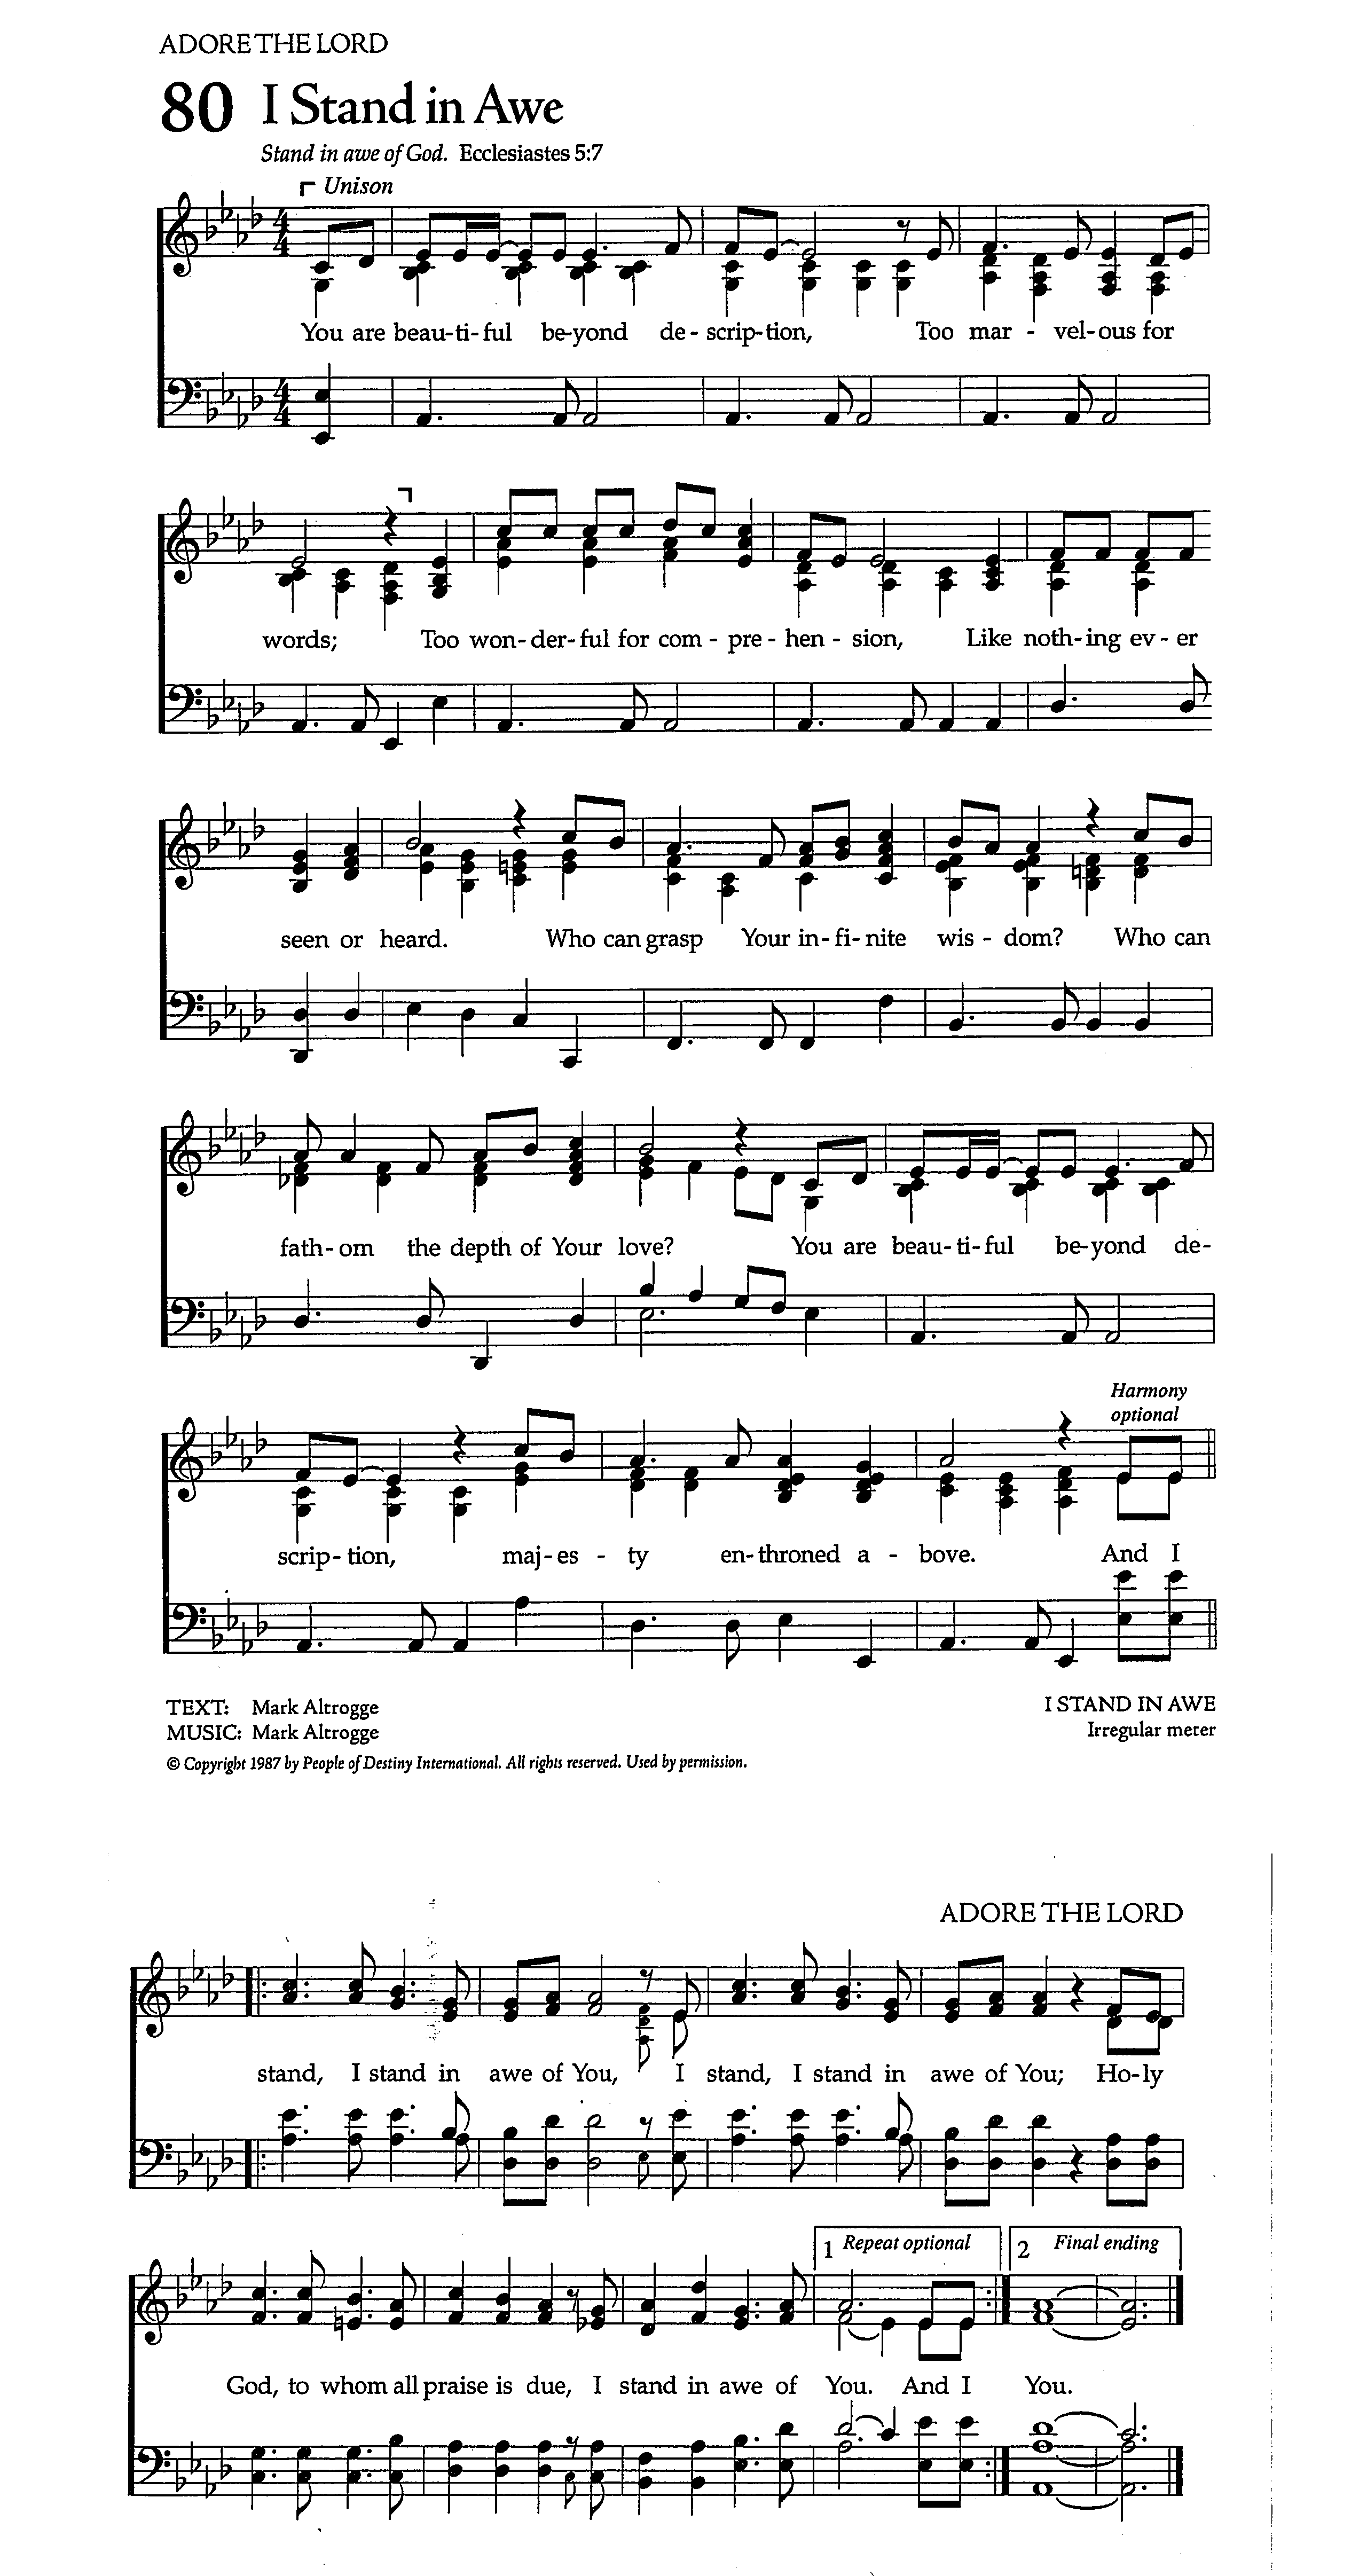 ADORE THE LORD
80 I Stand in Awe
Stand in awe of God. Ecclesiastes 5:7
Unison
You are beau-ti-ful be-yond de-scrip-tion, Too mar-vel-ous for
words; Too won-der-ful for com-pre-hen-sion, Like noth-ing ev-er
seen or heard. Who can grasp Your in-fi-nite wis-dom? Who can
fath-om the depth of Your love? You are beau-ti-ful be-yond de-
Harmony
optional
scrip-tion, maj-es-ty en-throned a-bove. And I
TEXT: Mark Altrogge
MUSIC: Mark Altrogge
I STAND IN AWE
Irregular meter
© Copyright 1987 by People of Destiny International. All rights reserved. Used by permission.
ADORE THE LORD
stand, I stand in awe of You, I stand, I stand in awe of You; Ho-ly
1 Repeat optional
2 Final ending
God, to whom all praise is due, I stand in awe of You. And I You.